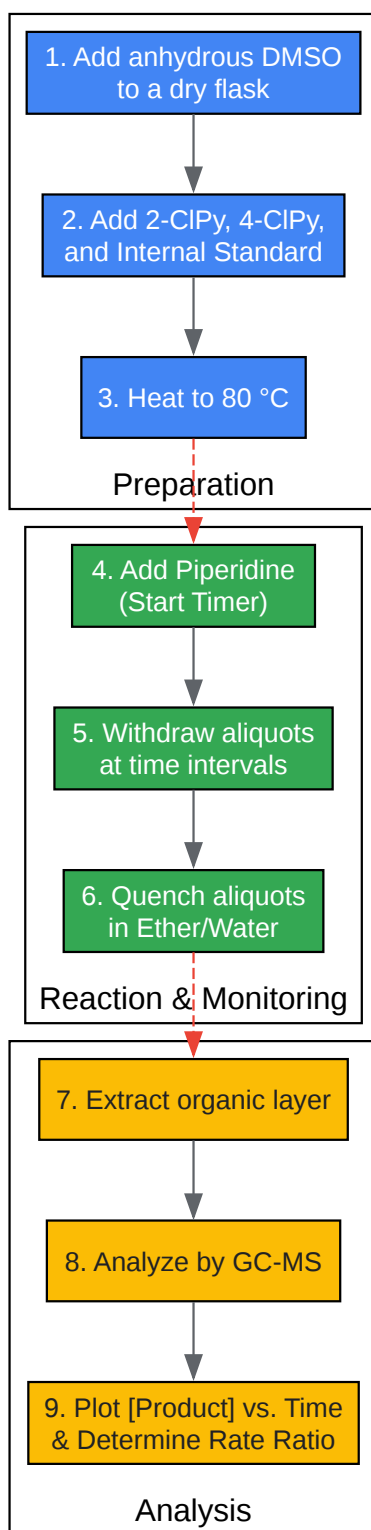 1. Add anhydrous DMSO
to a dry flask
2. Add 2-ClPy, 4-ClPy,
and Internal Standard
3. Heat to 80 °C
Preparation
4. Add Piperidine
(Start Timer)
5. Withdraw aliquots
at time intervals
6. Quench aliquots
in Ether/Water
Reaction & Monitoring
7. Extract organic layer
8. Analyze by GC-MS
9. Plot [Product] vs. Time
& Determine Rate Ratio
Analysis